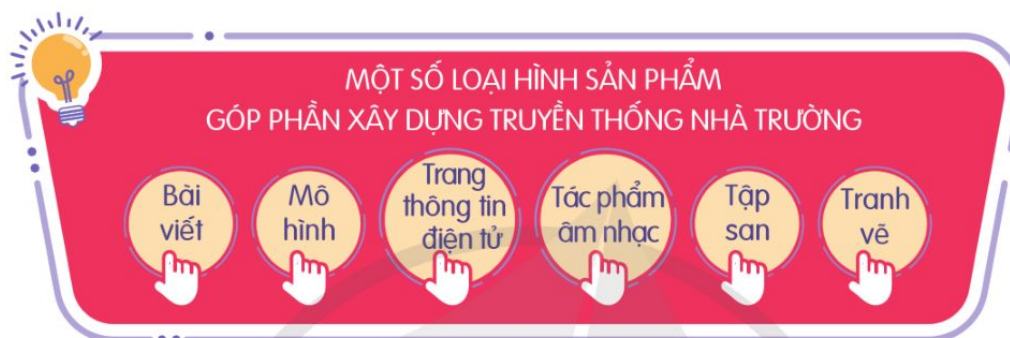 MỘT SỐ LOẠI HÌNH SẢN PHẨM
GÓP PHẦN XÂY DỰNG TRUYỀN THỐNG NHÀ TRƯỜNG
Bài
viết
Mô
hình
Trang
thông tin
điện tử
Tác phẩm
âm nhạc
Tập
san
Tranh
vẽ